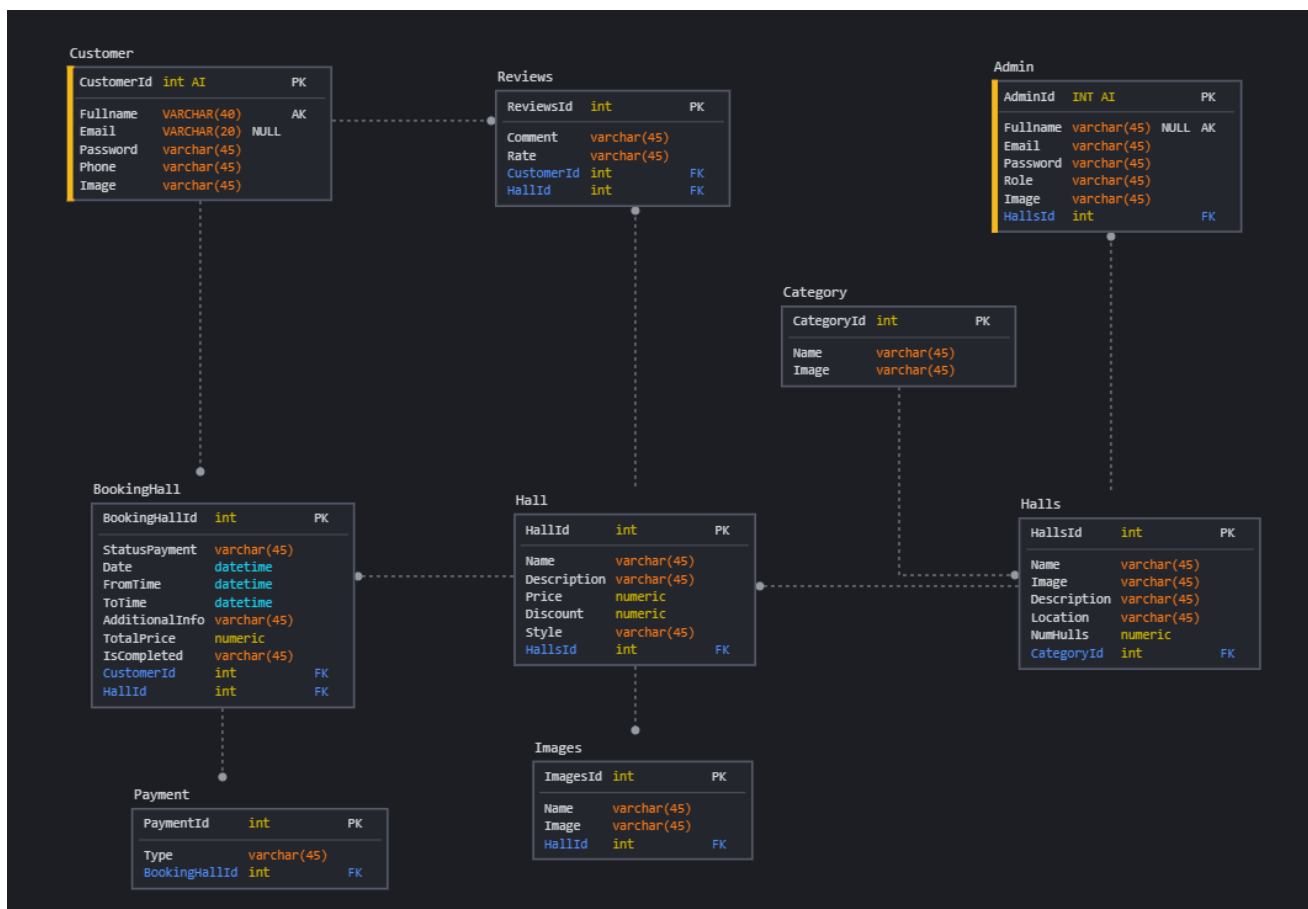 Customer
CustomerId int AI PK
Fullname VARCHAR(40) AK
Email VARCHAR(20) NULL
Password varchar(45)
Phone varchar(45)
Image varchar(45)
Reviews
ReviewsId int PK
Comment varchar(45)
Rate varchar(45)
CustomerId int FK
HallId int FK
Admin
AdminId INT AI PK
Fullname varchar(45) NULL AK
Email varchar(45)
Password varchar(45)
Role varchar(45)
Image varchar(45)
HallsId int FK
Category
CategoryId int PK
Name varchar(45)
Image varchar(45)
BookingHall
BookingHallId int PK
StatusPayment varchar(45)
Date datetime
FromTime datetime
ToTime datetime
AdditionalInfo varchar(45)
TotalPrice numeric
IsCompleted varchar(45)
CustomerId int FK
HallId int FK
Hall
HallId int PK
Name varchar(45)
Description varchar(45)
Price numeric
Discount numeric
Style varchar(45)
HallsId int FK
Halls
HallsId int PK
Name varchar(45)
Image varchar(45)
Description varchar(45)
Location varchar(45)
NumHulls numeric
CategoryId int FK
Images
ImagesId int PK
Name varchar(45)
Image varchar(45)
HallId int FK
Payment
PaymentId int PK
Type varchar(45)
BookingHallId int FK